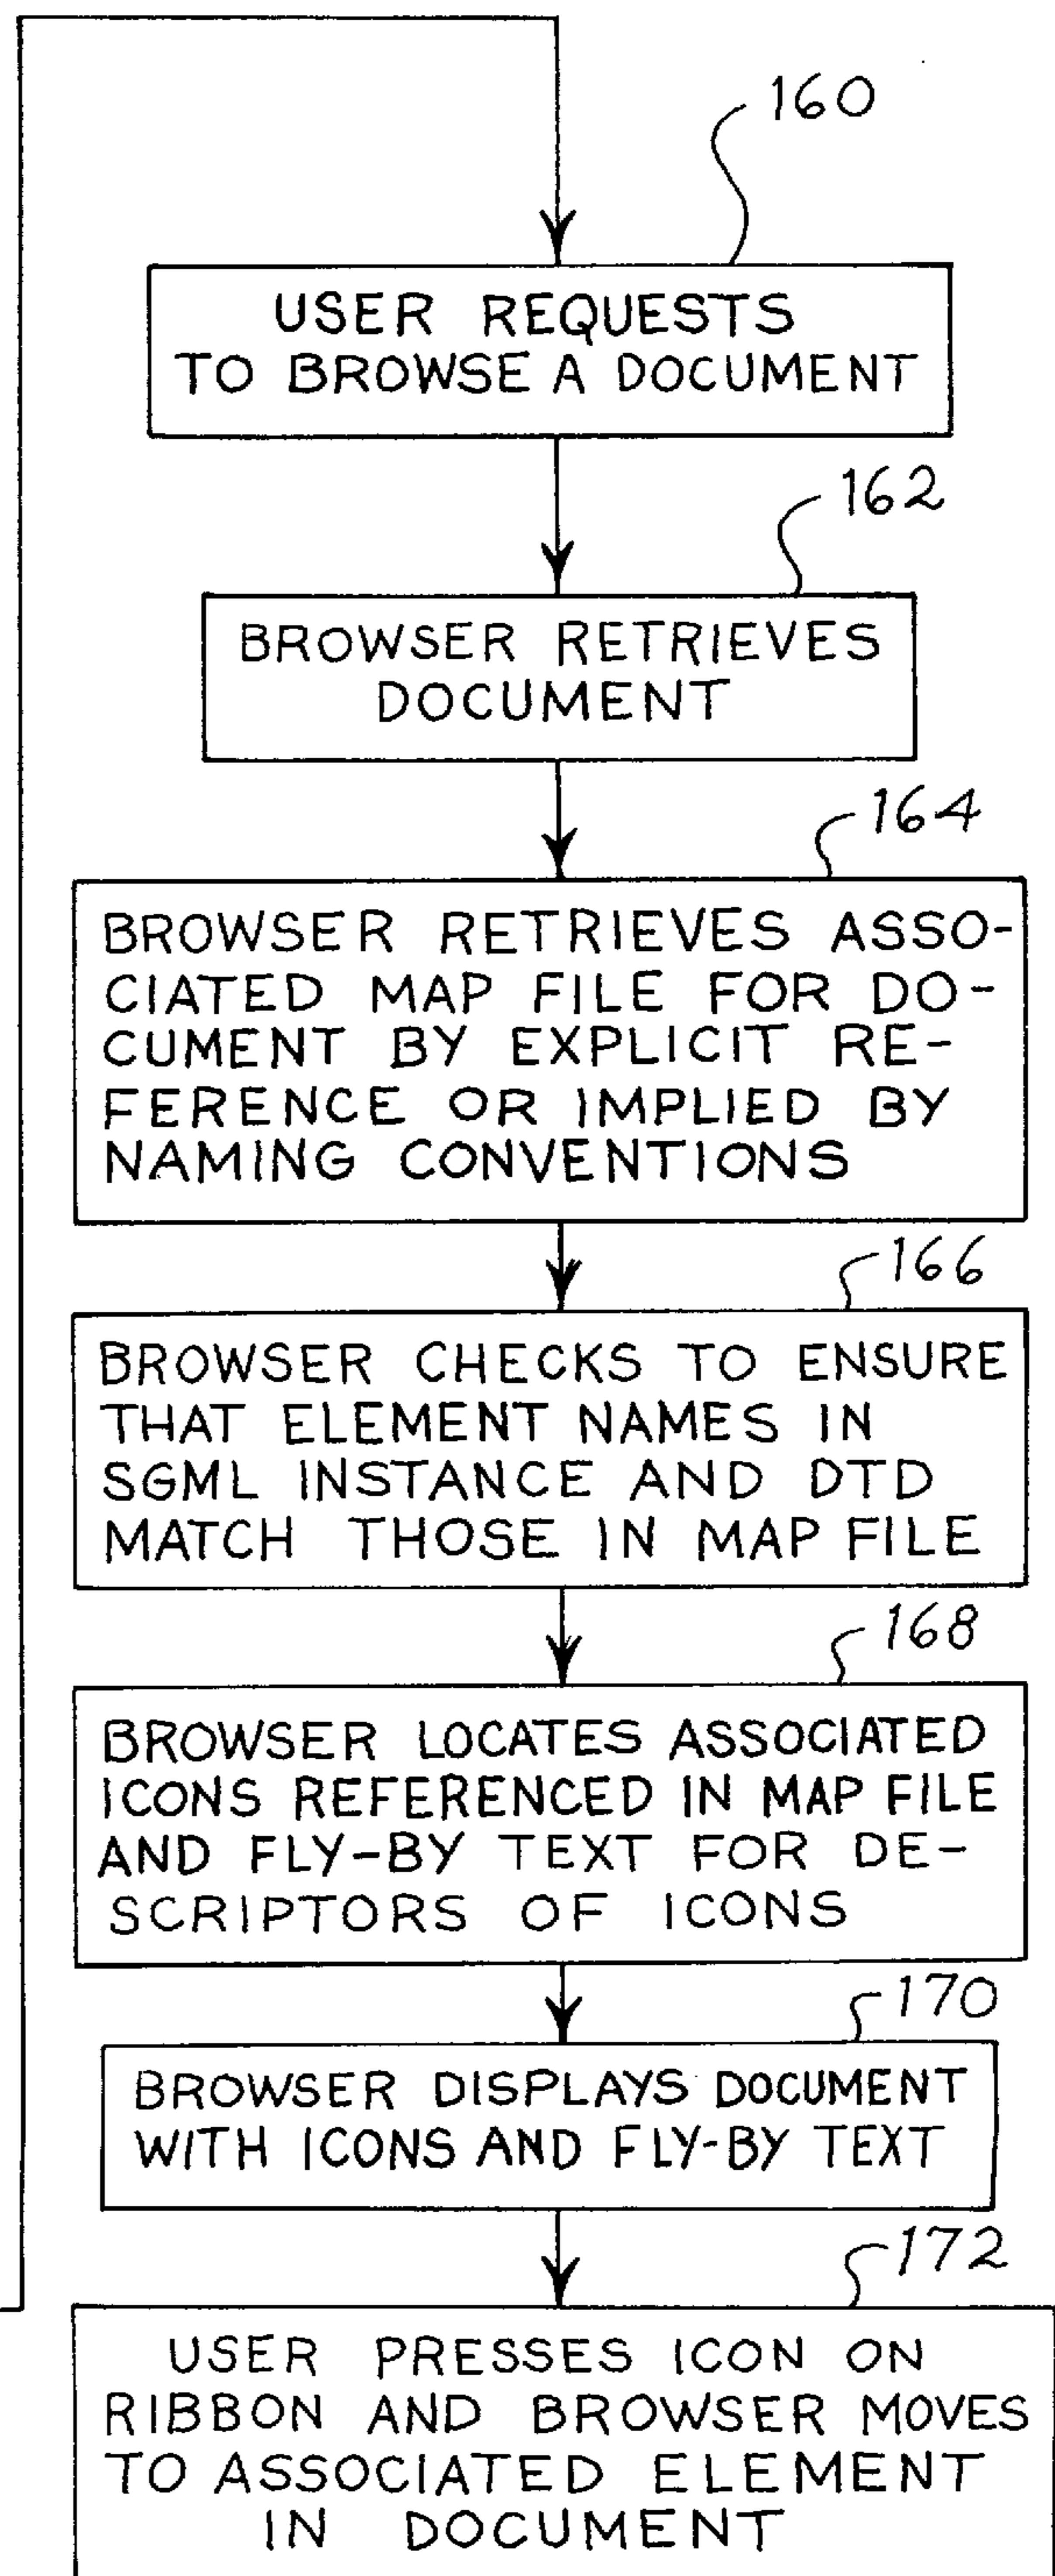 160
USER REQUESTS
TO BROWSE A DOCUMENT
162
BROWSER RETRIEVES
DOCUMENT
164
BROWSER RETRIEVES ASSO-
CIATED MAP FILE FOR DO-
CUMENT BY EXPLICIT RE-
FERENCE OR IMPLIED BY
NAMING CONVENTIONS
166
BROWSER CHECKS TO ENSURE
THAT ELEMENT NAMES IN
SGML INSTANCE AND DTD
MATCH THOSE IN MAP FILE
168
BROWSER LOCATES ASSOCIATED
ICONS REFERENCED IN MAP FILE
AND FLY-BY TEXT FOR DE-
SCRIPTORS OF ICONS
170
BROWSER DISPLAYS DOCUMENT
WITH ICONS AND FLY-BY TEXT
172
USER PRESSES ICON ON
RIBBON AND BROWSER MOVES
TO ASSOCIATED ELEMENT
IN DOCUMENT